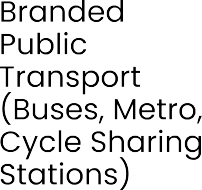 Branded
Public
Transport
(Buses, Metro,
Cycle Sharing
Stations)